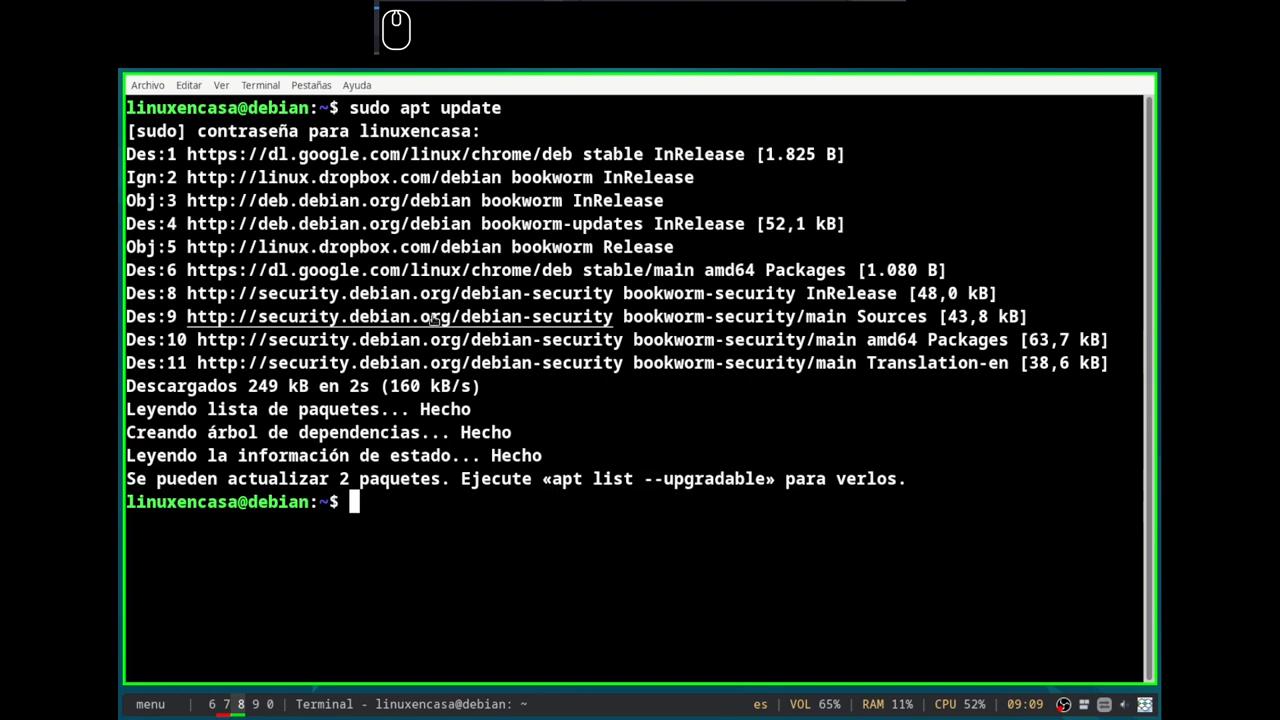 Archivo Editar Ver Terminal Pestañas Ayuda
linuxencasa@debian:~$ sudo apt update
[sudo] contraseña para linuxencasa:
Des:1 https://dl.google.com/linux/chrome/deb stable InRelease [1.825 B]
Ign:2 http://linux.dropbox.com/debian bookworm InRelease
Obj:3 http://deb.debian.org/debian bookworm InRelease
Des:4 http://deb.debian.org/debian bookworm-updates InRelease [52,1 kB]
Obj:5 http://linux.dropbox.com/debian bookworm Release
Des:6 https://dl.google.com/linux/chrome/deb stable/main amd64 Packages [1.080 B]
Des:8 http://security.debian.org/debian-security bookworm-security InRelease [48,0 kB]
Des:9 http://security.debian.org/debian-security bookworm-security/main Sources [43,8 kB]
Des:10 http://security.debian.org/debian-security bookworm-security/main amd64 Packages [63,7 kB]
Des:11 http://security.debian.org/debian-security bookworm-security/main Translation-en [38,6 kB]
Descargados 249 kB en 2s (160 kB/s)
Leyendo lista de paquetes... Hecho
Creando árbol de dependencias... Hecho
Leyendo la información de estado... Hecho
Se pueden actualizar 2 paquetes. Ejecute «apt list --upgradable» para verlos.
linuxencasa@debian:~$
menu | 6 7 8 9 0 | Terminal - linuxencasa@debian: ~ es | VOL 65% | RAM 11% | CPU 52% | 09:09